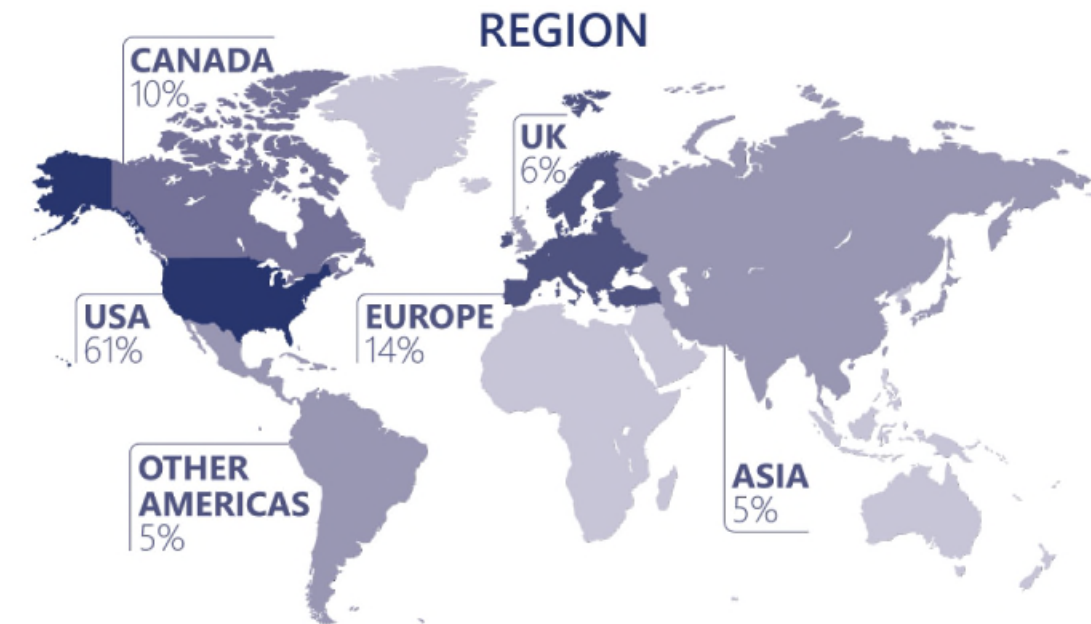 REGION
CANADA
10%
UK
6%
USA
61%
EUROPE
14%
OTHER
AMERICAS
5%
ASIA
5%